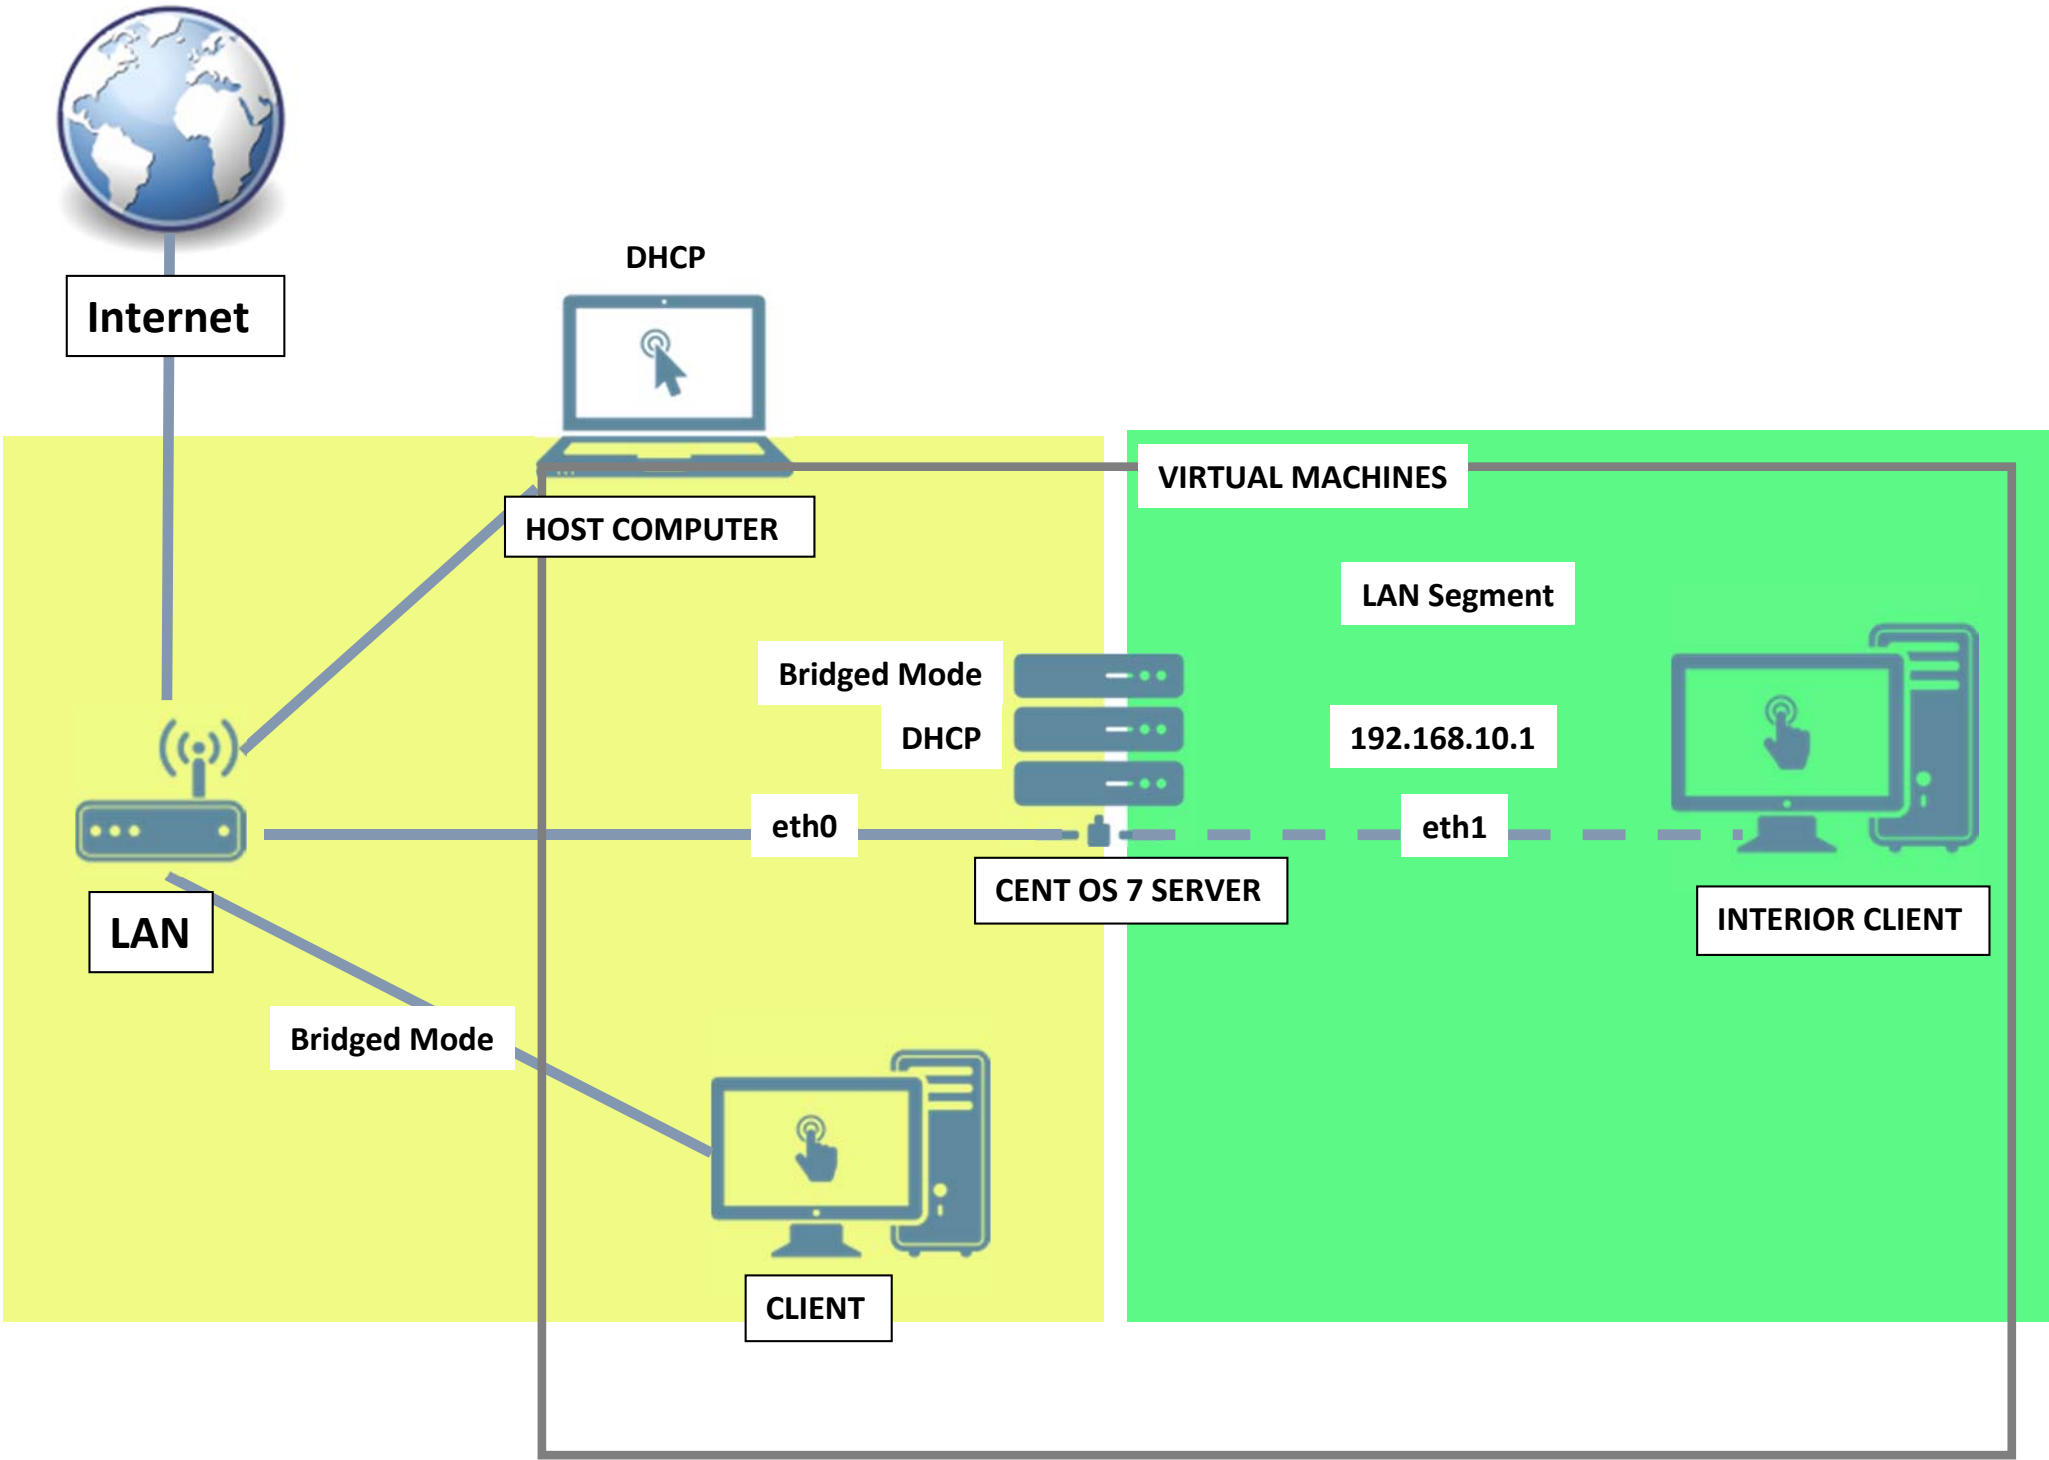 Internet
DHCP
HOST COMPUTER
VIRTUAL MACHINES
LAN Segment
Bridged Mode
DHCP
192.168.10.1
eth0
eth1
CENT OS 7 SERVER
INTERIOR CLIENT
LAN
Bridged Mode
CLIENT